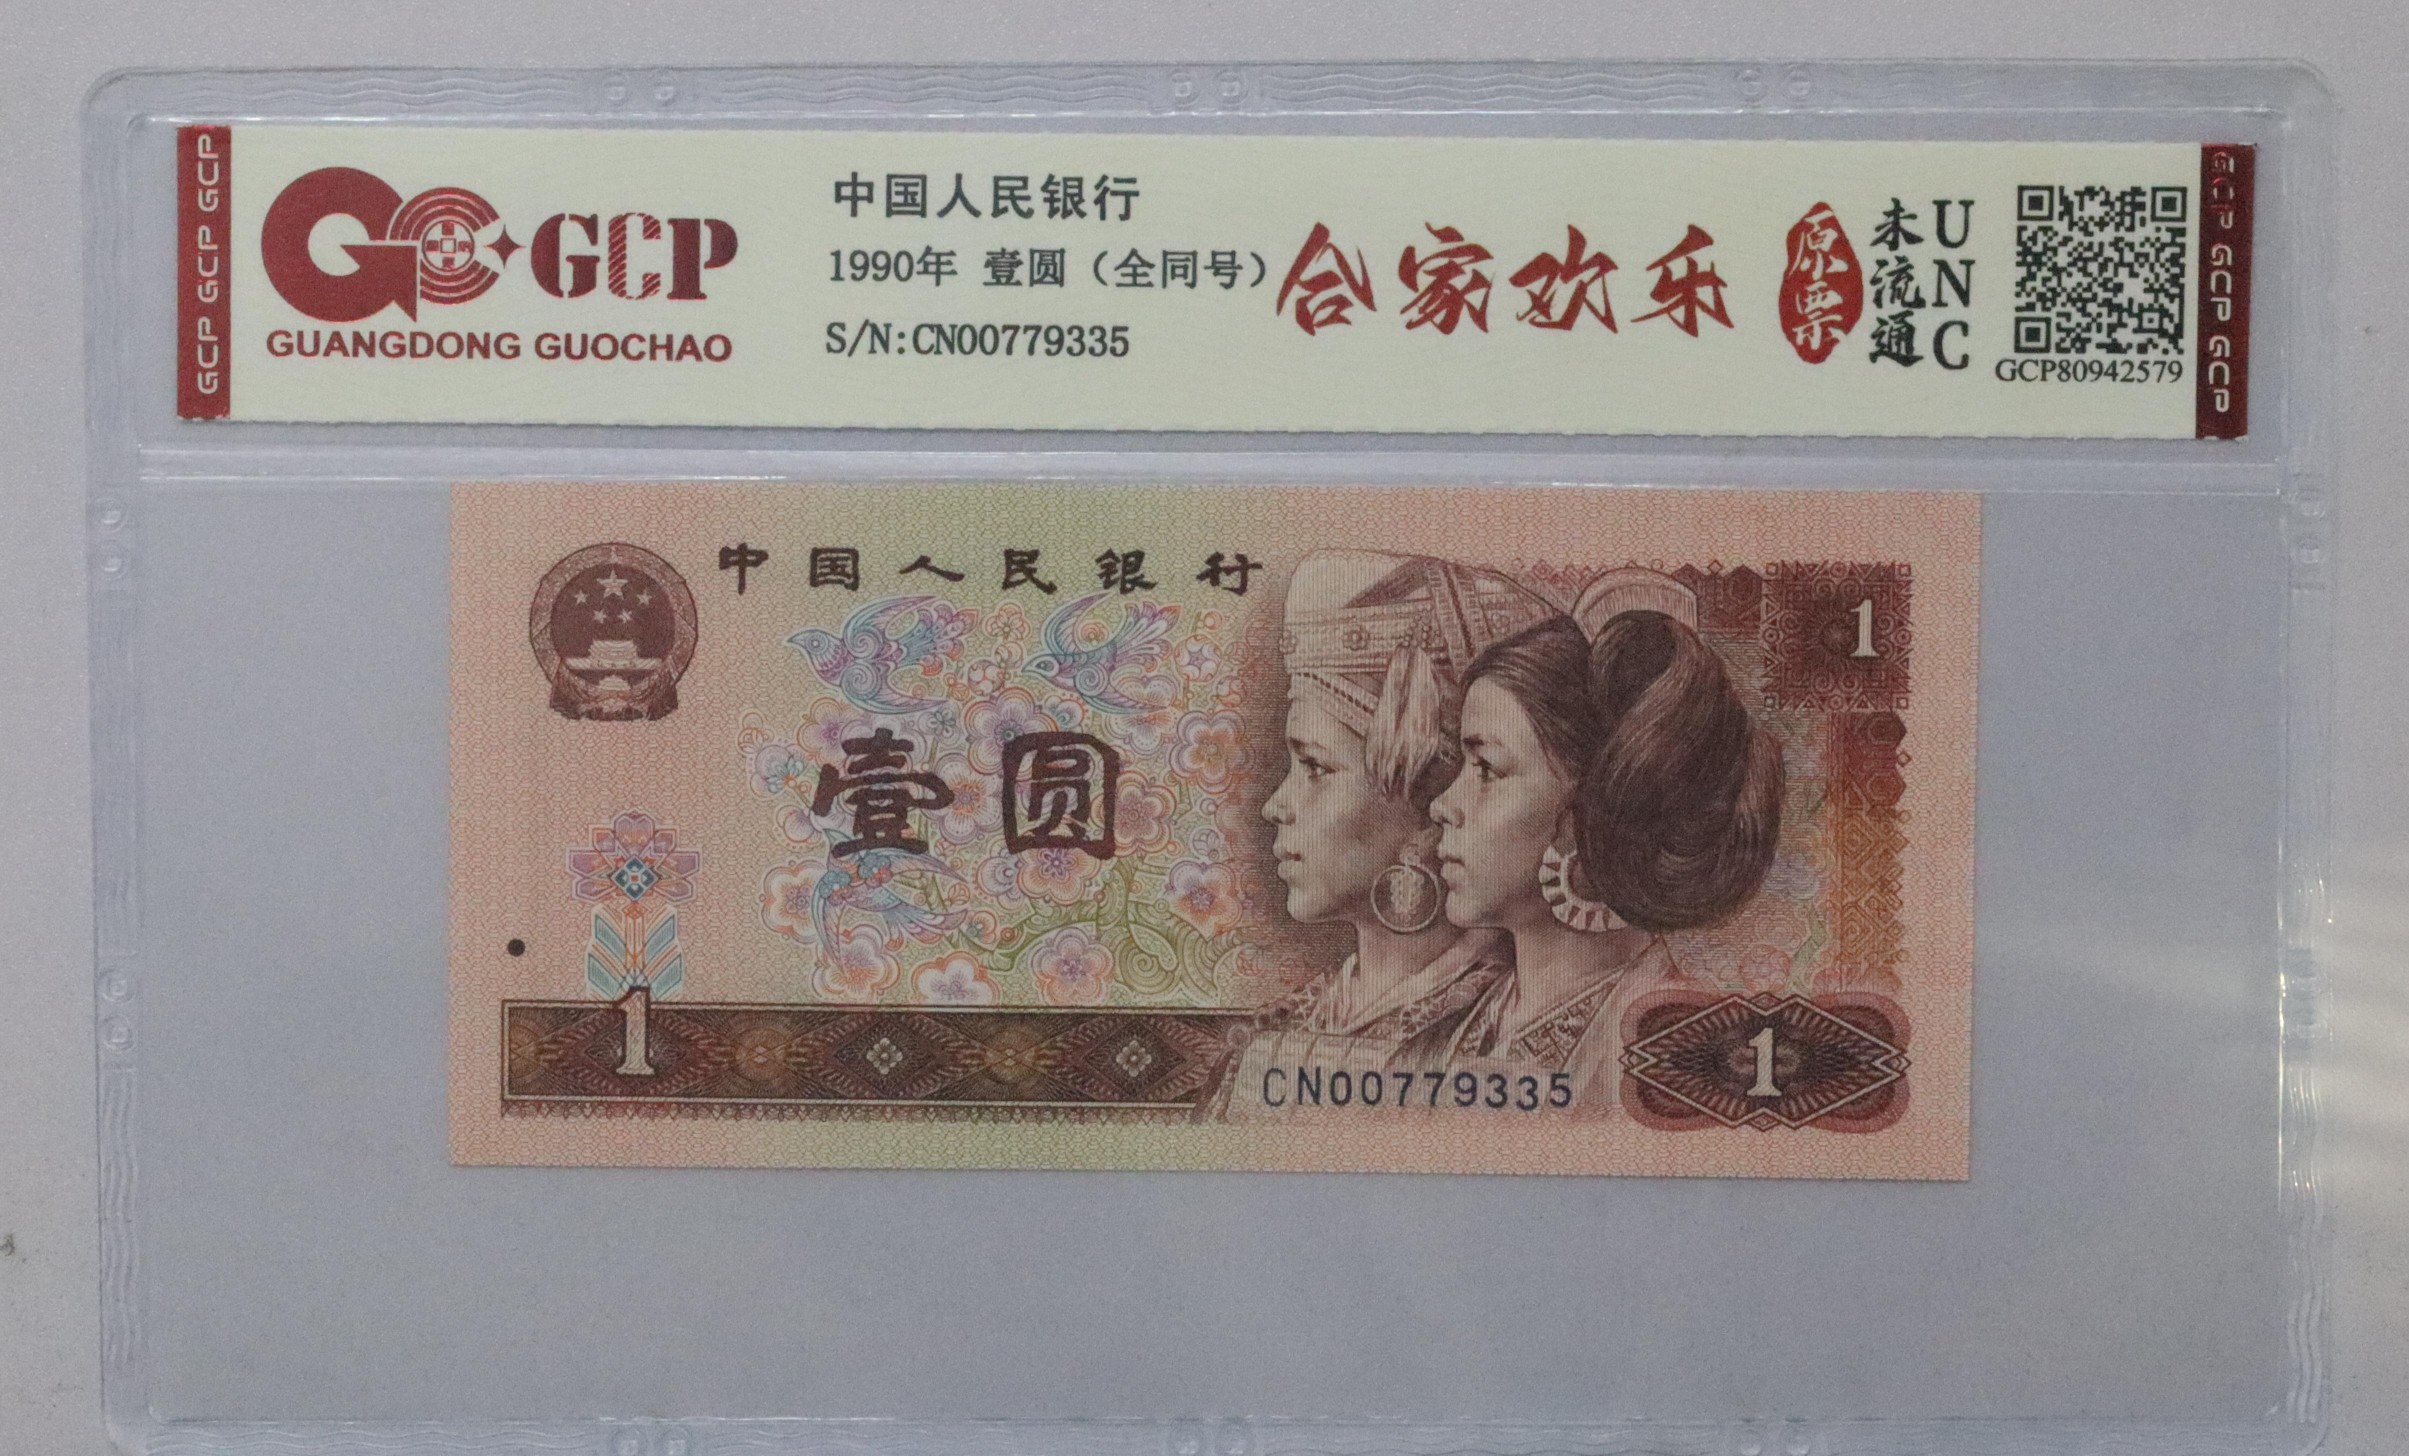 GCP GCP GCP
GCP
GUANGDONG GUOCHAO
中国人民银行
1990年 壹圆（全同号）
S/N:CN00779335
合家欢乐
原票
未流通
UNC
GCP80942579
GCP GCP GCP
中国人民银行
1
壹圆
1
CN00779335
1